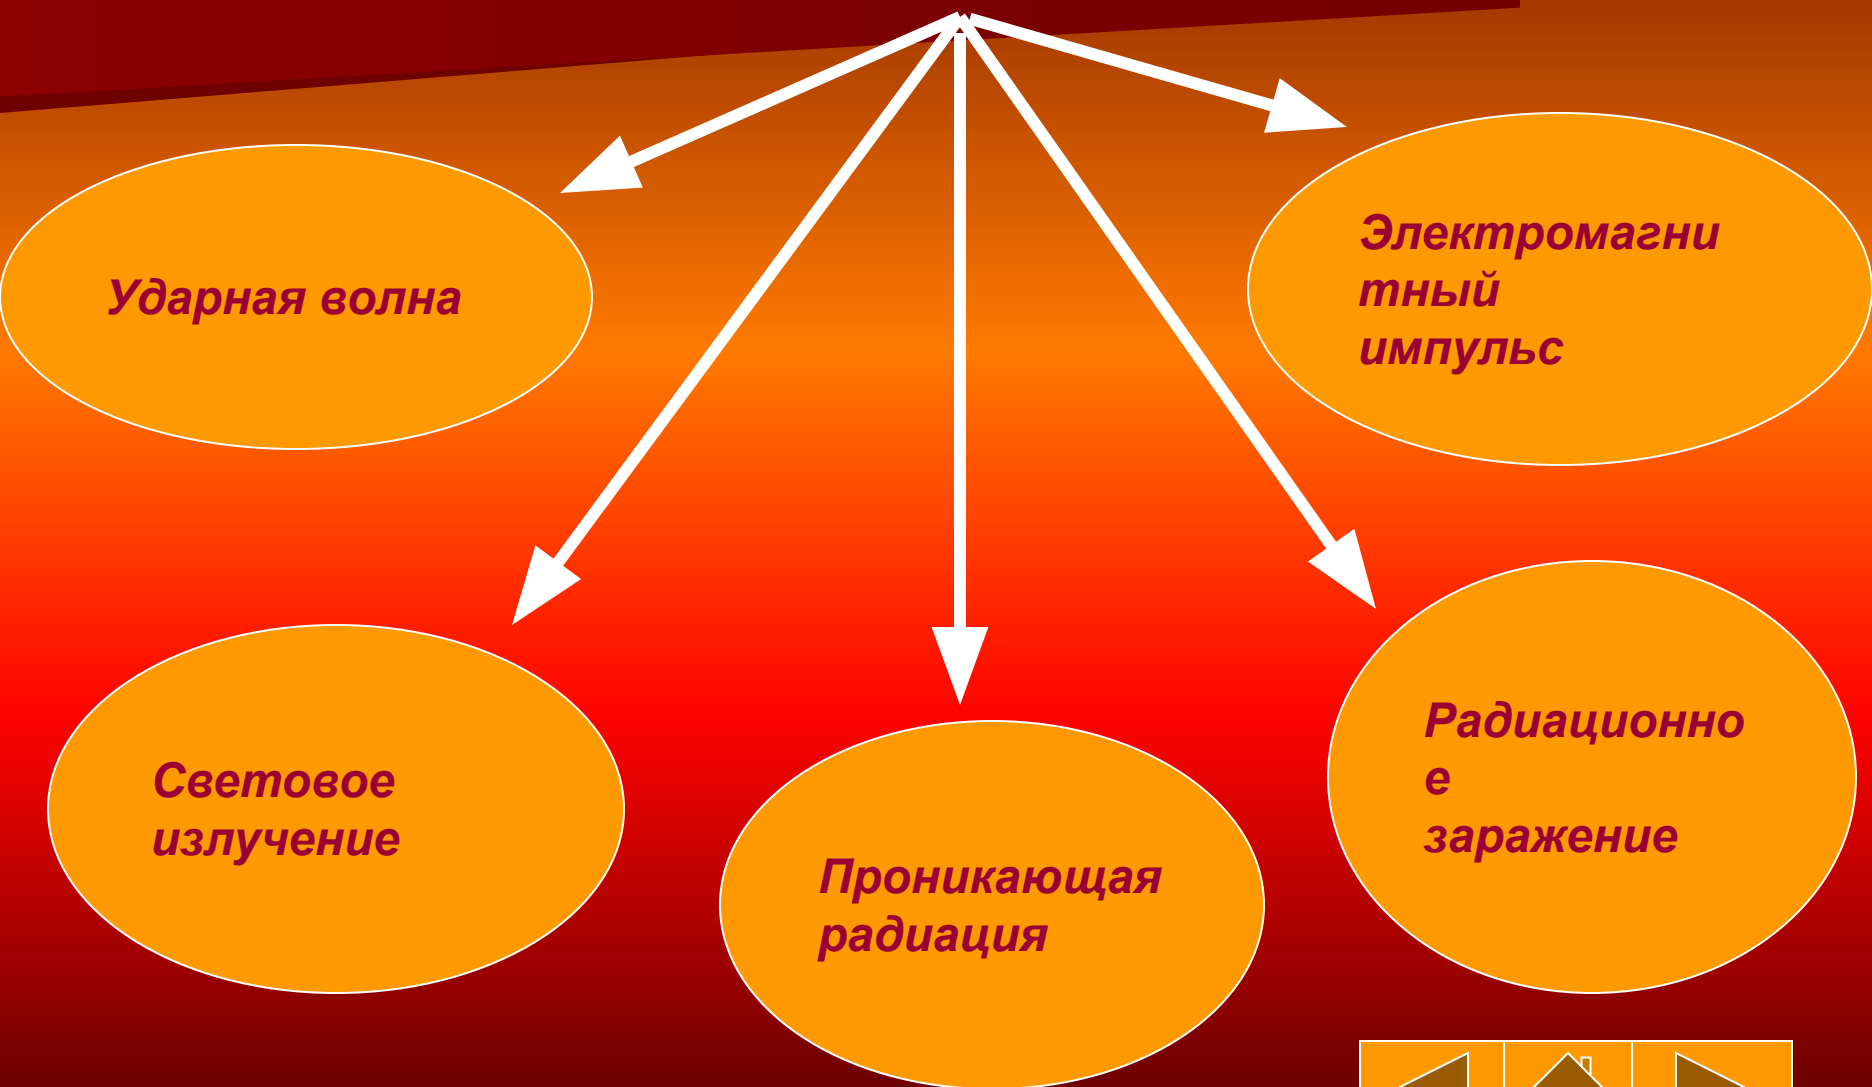 Ударная волна
Электромагни
тный
импульс
Световое
излучение
Проникающая
радиация
Радиационно
е
заражение